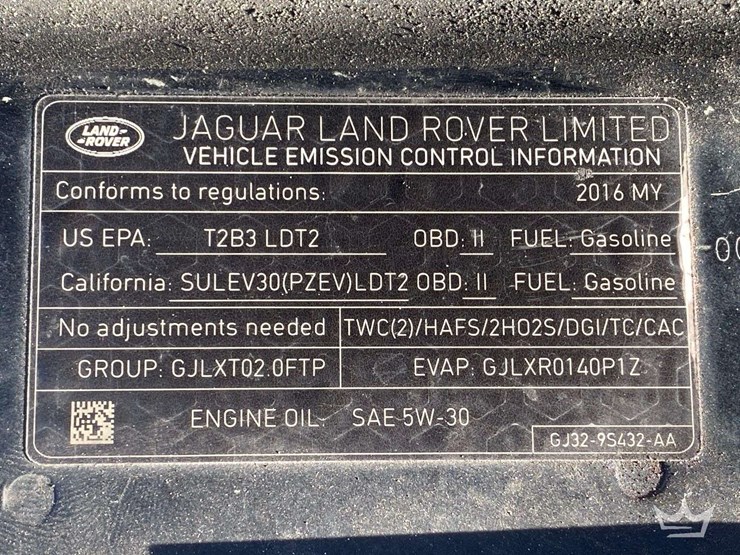 LAND-
-ROVER
JAGUAR LAND ROVER LIMITED
VEHICLE EMISSION CONTROL INFORMATION
Conforms to regulations: 2016 MY
US EPA: T2B3 LDT2 OBD: II FUEL: Gasoline
California: SULEV30(PZEV)LDT2 OBD: II FUEL: Gasoline
No adjustments needed TWC(2)/HAFS/2HO2S/DGI/TC/CAC
GROUP: GJLXT02.0FTP EVAP: GJLXR0140P1Z
ENGINE OIL: SAE 5W-30
GJ32-9S432-AA